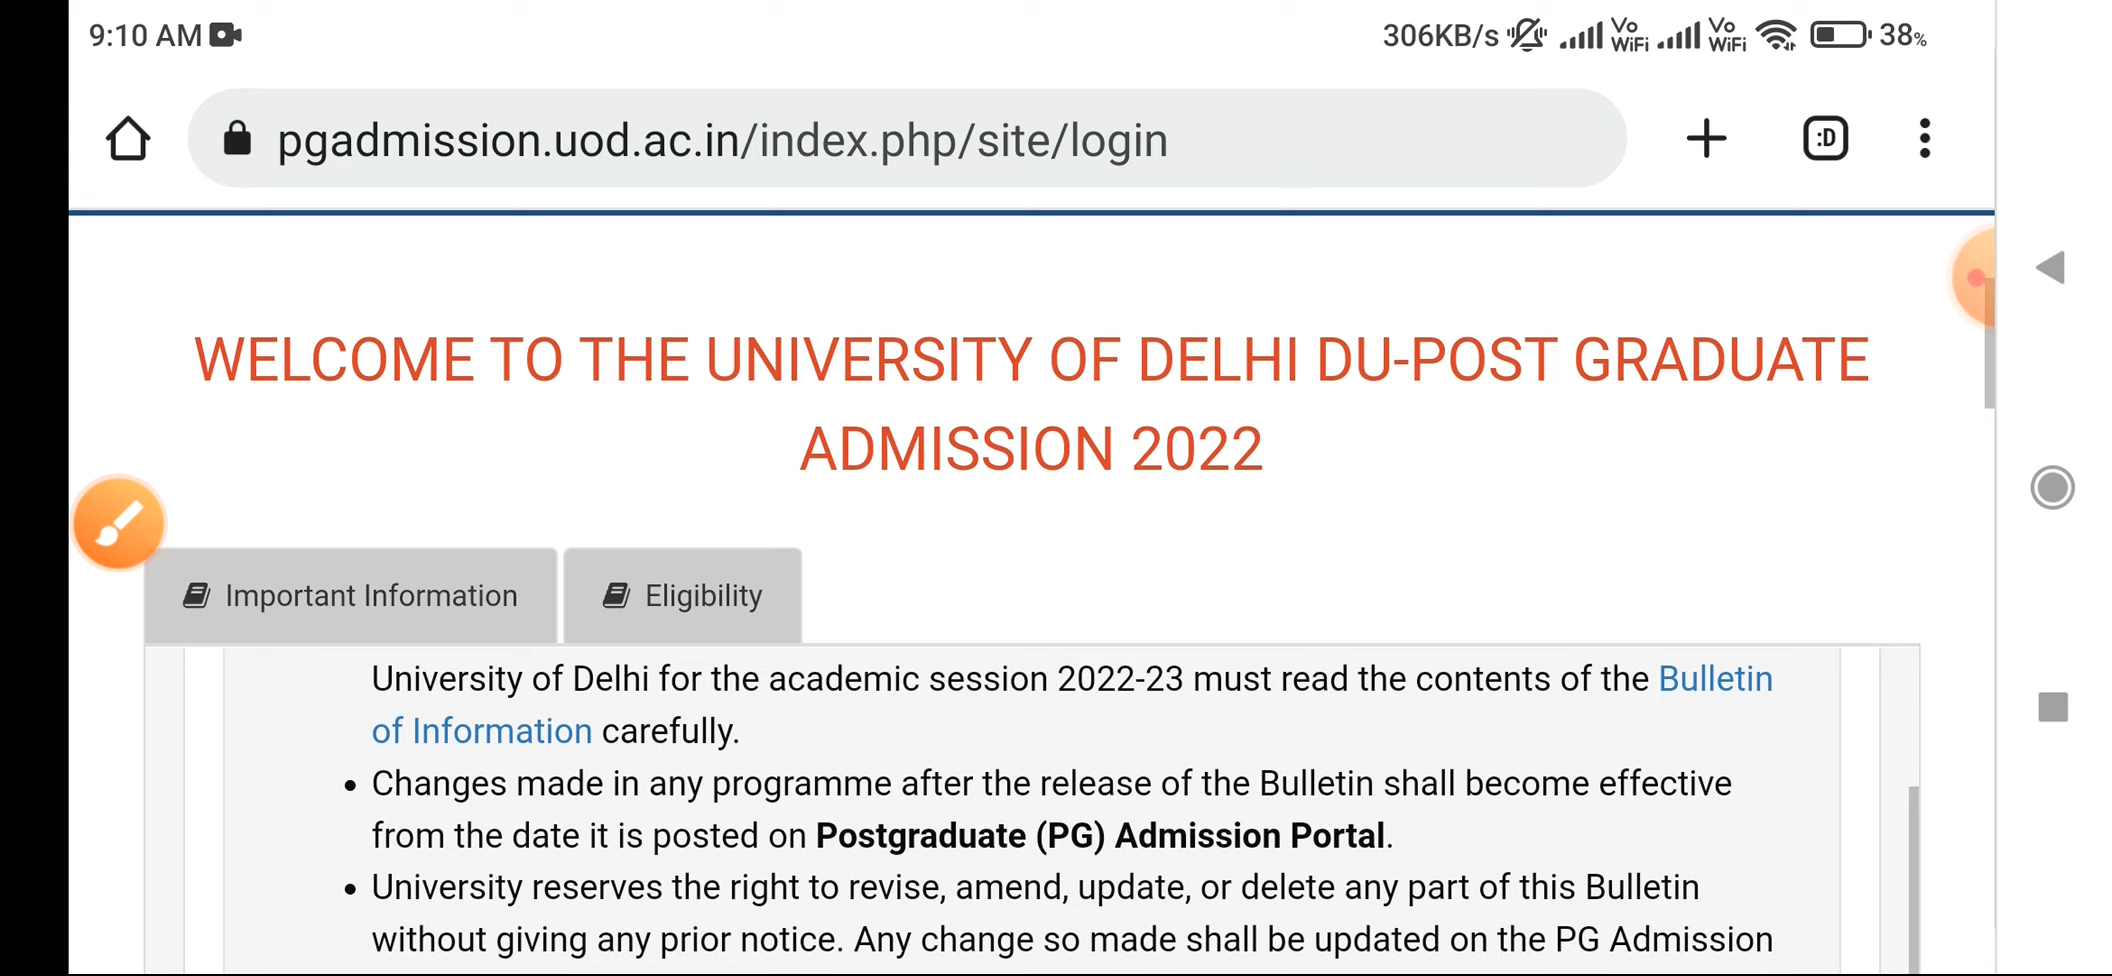 9:10 AM
306KB/s Vo WiFi Vo WiFi 38%
pgadmission.uod.ac.in/index.php/site/login
:D
WELCOME TO THE UNIVERSITY OF DELHI DU-POST GRADUATE
ADMISSION 2022
Important Information Eligibility
University of Delhi for the academic session 2022-23 must read the contents of the Bulletin
of Information carefully.
• Changes made in any programme after the release of the Bulletin shall become effective
from the date it is posted on Postgraduate (PG) Admission Portal.
• University reserves the right to revise, amend, update, or delete any part of this Bulletin
without giving any prior notice. Any change so made shall be updated on the PG Admission